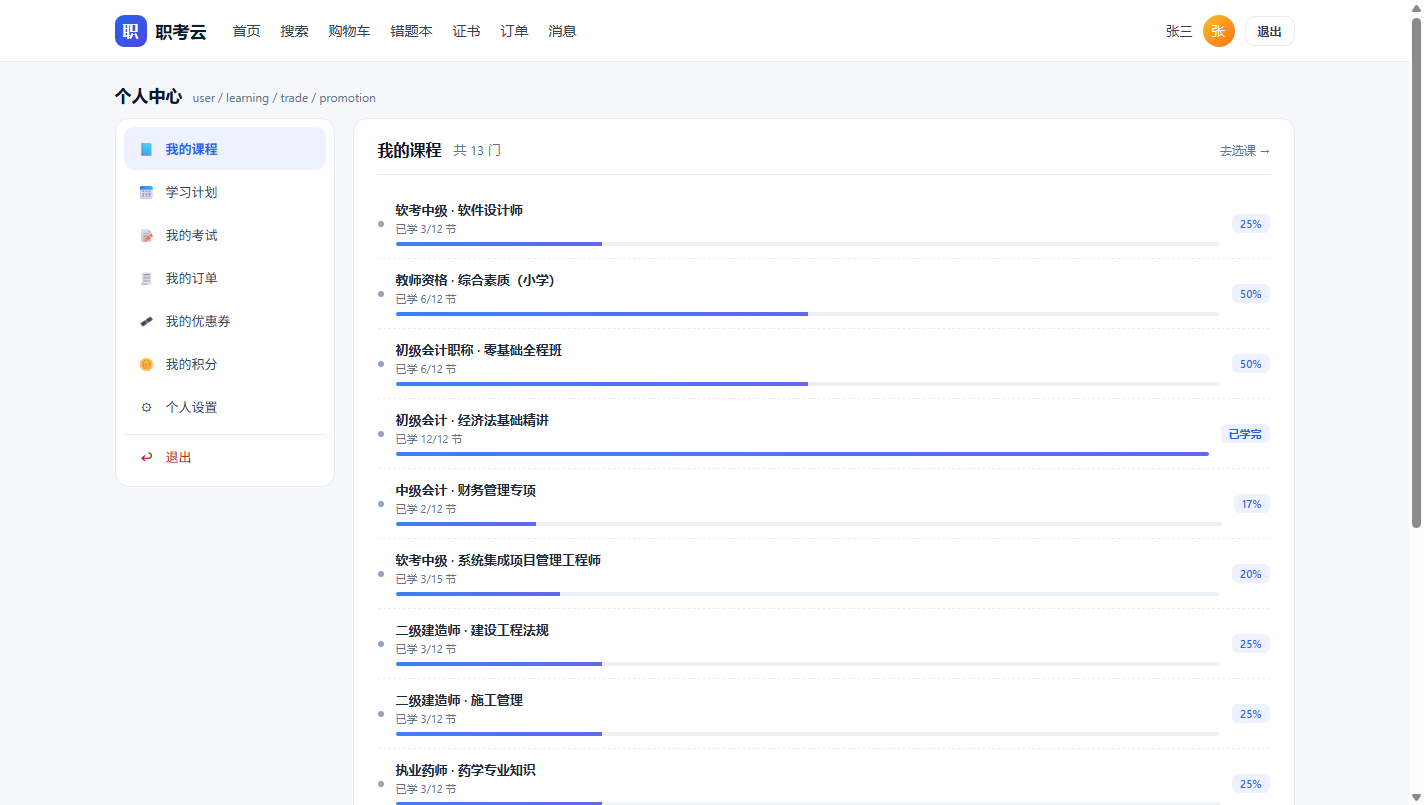 职 职考云 首页 搜索 购物车 错题本 证书 订单 消息 张三 张 退出
个人中心 user / learning / trade / promotion
我的课程
学习计划
我的考试
我的订单
我的优惠券
我的积分
个人设置
退出
我的课程 共 13 门 去选课 →
软考中级 · 软件设计师
已学 3/12 节
25%
教师资格 · 综合素质（小学）
已学 6/12 节
50%
初级会计职称 · 零基础全程班
已学 6/12 节
50%
初级会计 · 经济法基础精讲
已学 12/12 节
已学完
中级会计 · 财务管理专项
已学 2/12 节
17%
软考中级 · 系统集成项目管理工程师
已学 3/15 节
20%
二级建造师 · 建设工程法规
已学 3/12 节
25%
二级建造师 · 施工管理
已学 3/12 节
25%
执业药师 · 药学专业知识
已学 3/12 节
25%